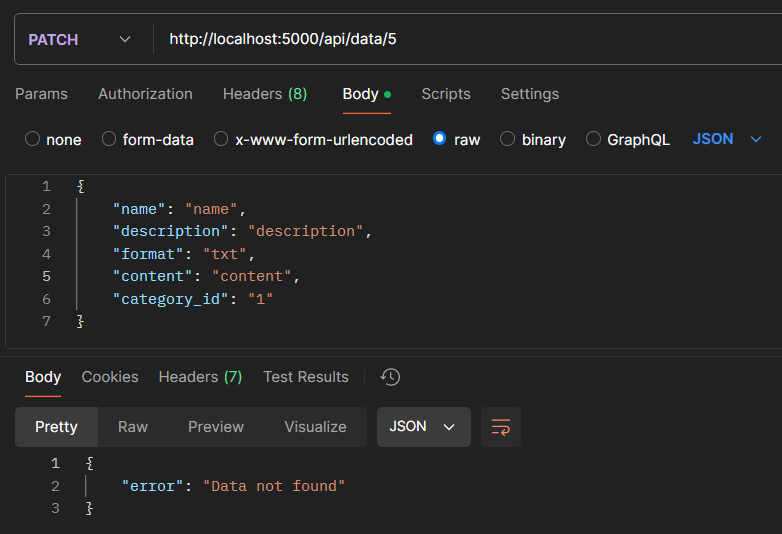 PATCH http://localhost:5000/api/data/5
Params Authorization Headers (8) Body Scripts Settings
none form-data x-www-form-urlencoded raw binary GraphQL JSON
1 {
2 "name": "name",
3 "description": "description",
4 "format": "txt",
5 "content": "content",
6 "category_id": "1"
7 }
Body Cookies Headers (7) Test Results
Pretty Raw Preview Visualize JSON
1 {
2 "error": "Data not found"
3 }